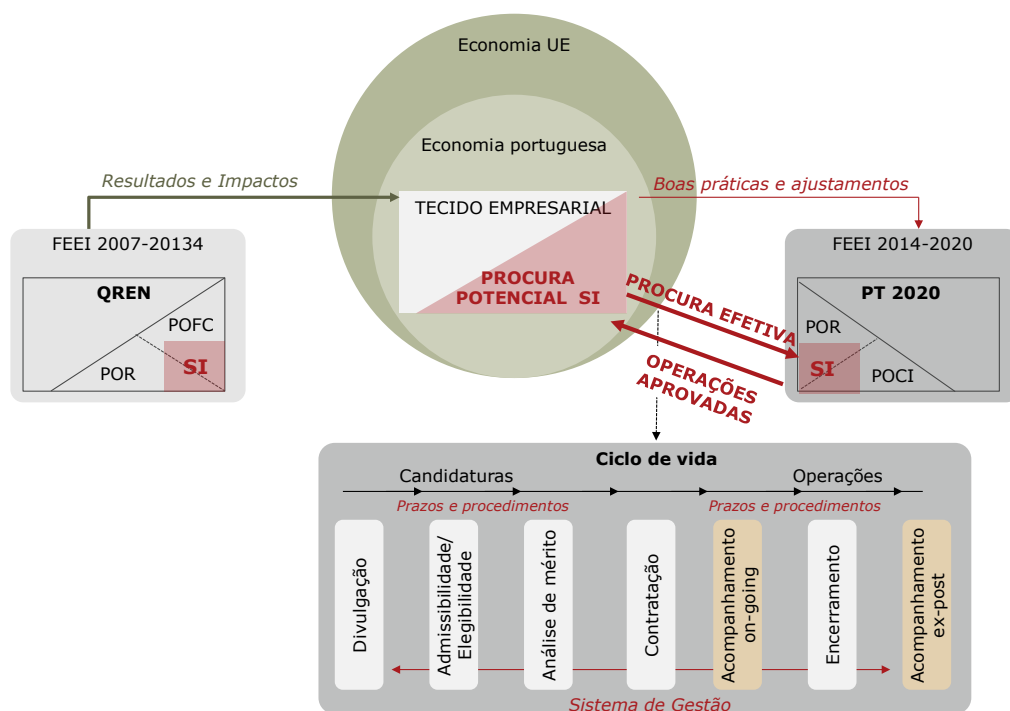 Economia UE
Economia portuguesa
Resultados e Impactos
Boas práticas e ajustamentos
TECIDO EMPRESARIAL
PROCURA
POTENCIAL SI
FEEI 2007-20134
QREN
POFC
POR
SI
FEEI 2014-2020
PT 2020
POR
SI
POCI
PROCURA EFETIVA
OPERAÇÕES
APROVADAS
Ciclo de vida
Candidaturas
Operações
Prazos e procedimentos
Prazos e procedimentos
Divulgação
Admissibilidade/
Elegibilidade
Análise de mérito
Contratação
Acompanhamento
on-going
Encerramento
Acompanhamento
ex-post
Sistema de Gestão